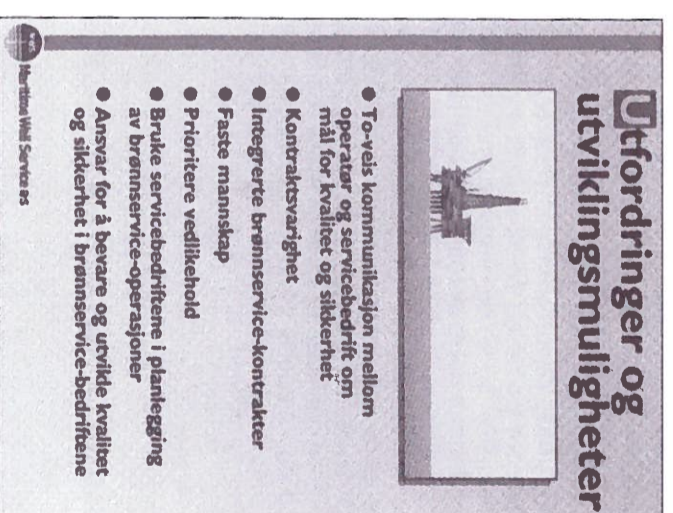 Utfordringer og
utviklingsmuligheter
● To-veis kommunikasjon mellom
operatør og servicebedrift om
mål for kvalitet og sikkerhet
● Kontraktsvarighet
● Integrerte brønnservice-kontrakter
● Faste mannskap
● Prioritere vedlikehold
● Bruke servicebedriftene i planlegging
av brønnservice-operasjoner
● Ansvar for å bevare og utvikle kvalitet
og sikkerhet i brønnservice-bedriftene
Maritime Well Services